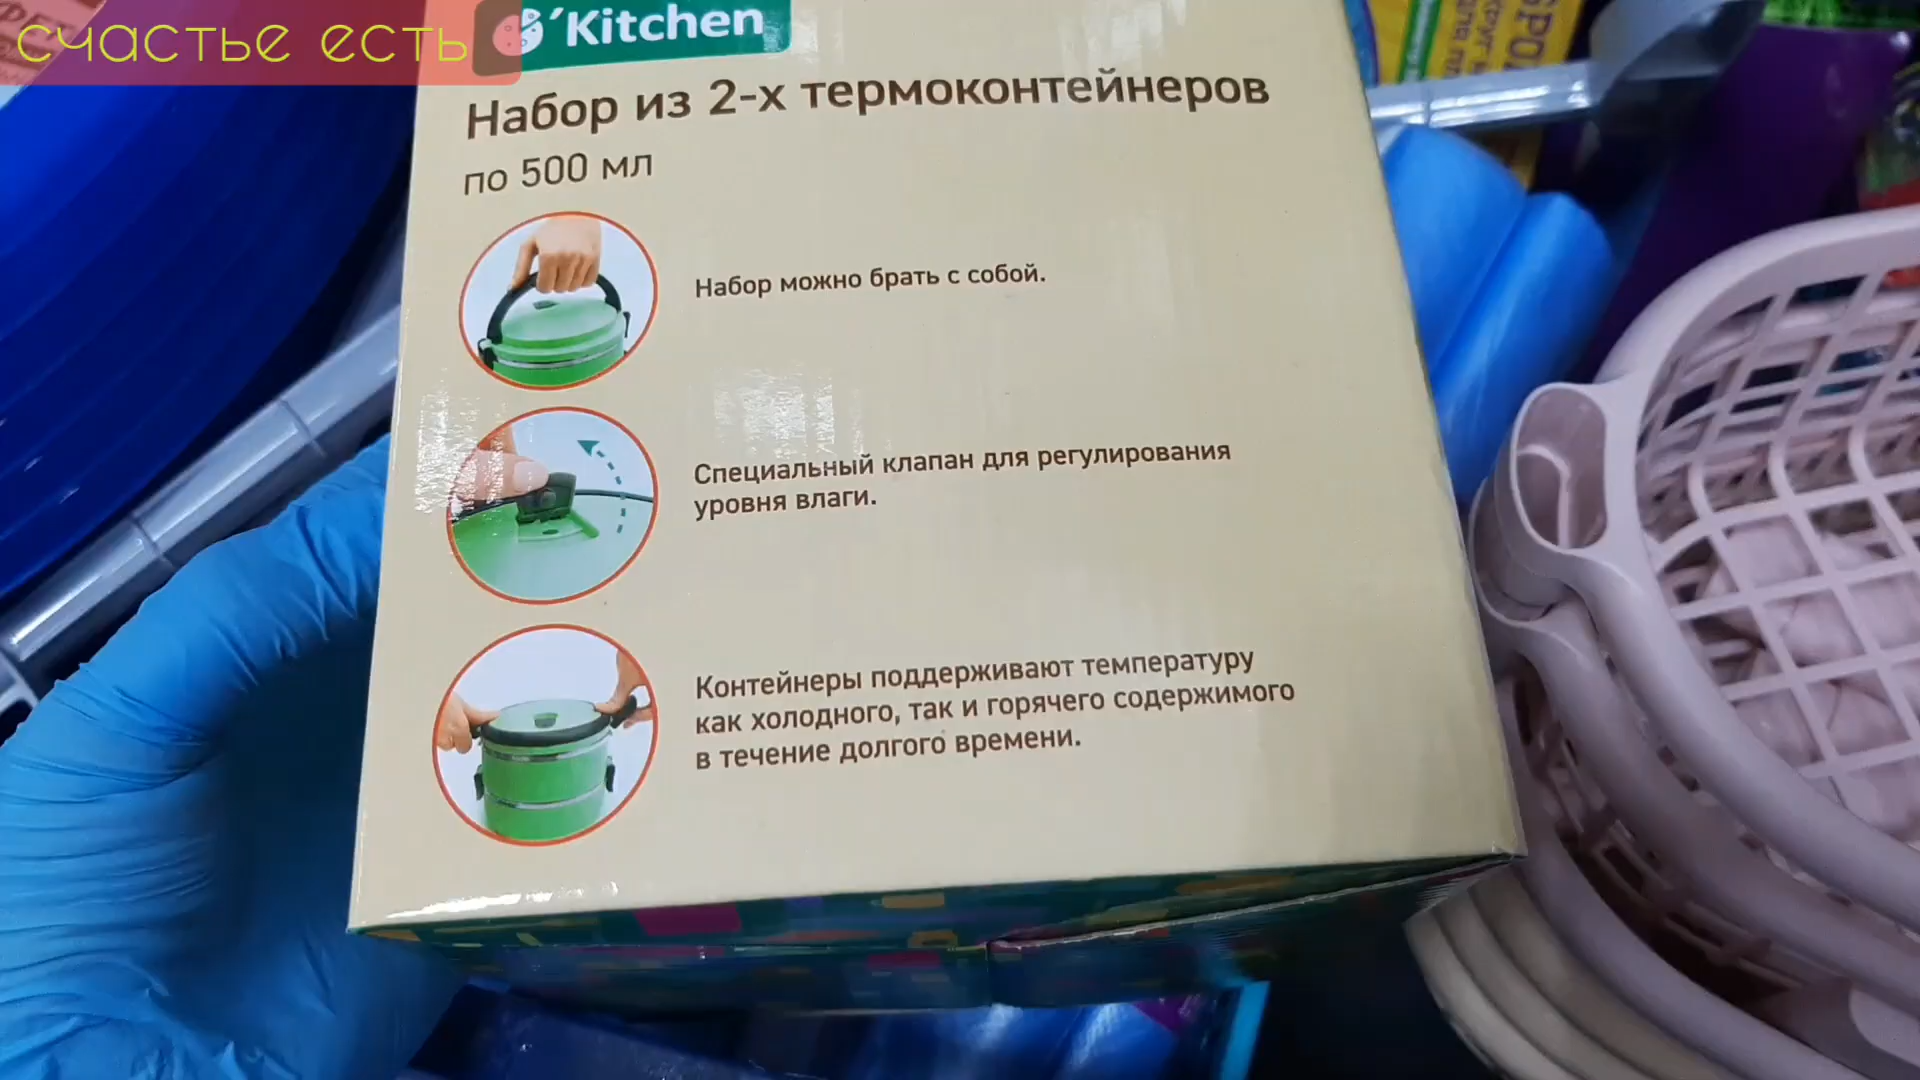 счастье есть
'Kitchen
Набор из 2-х термоконтейнеров
по 500 мл
Набор можно брать с собой.
Специальный клапан для регулирования
уровня влаги.
Контейнеры поддерживают температуру
как холодного, так и горячего содержимого
в течение долгого времени.